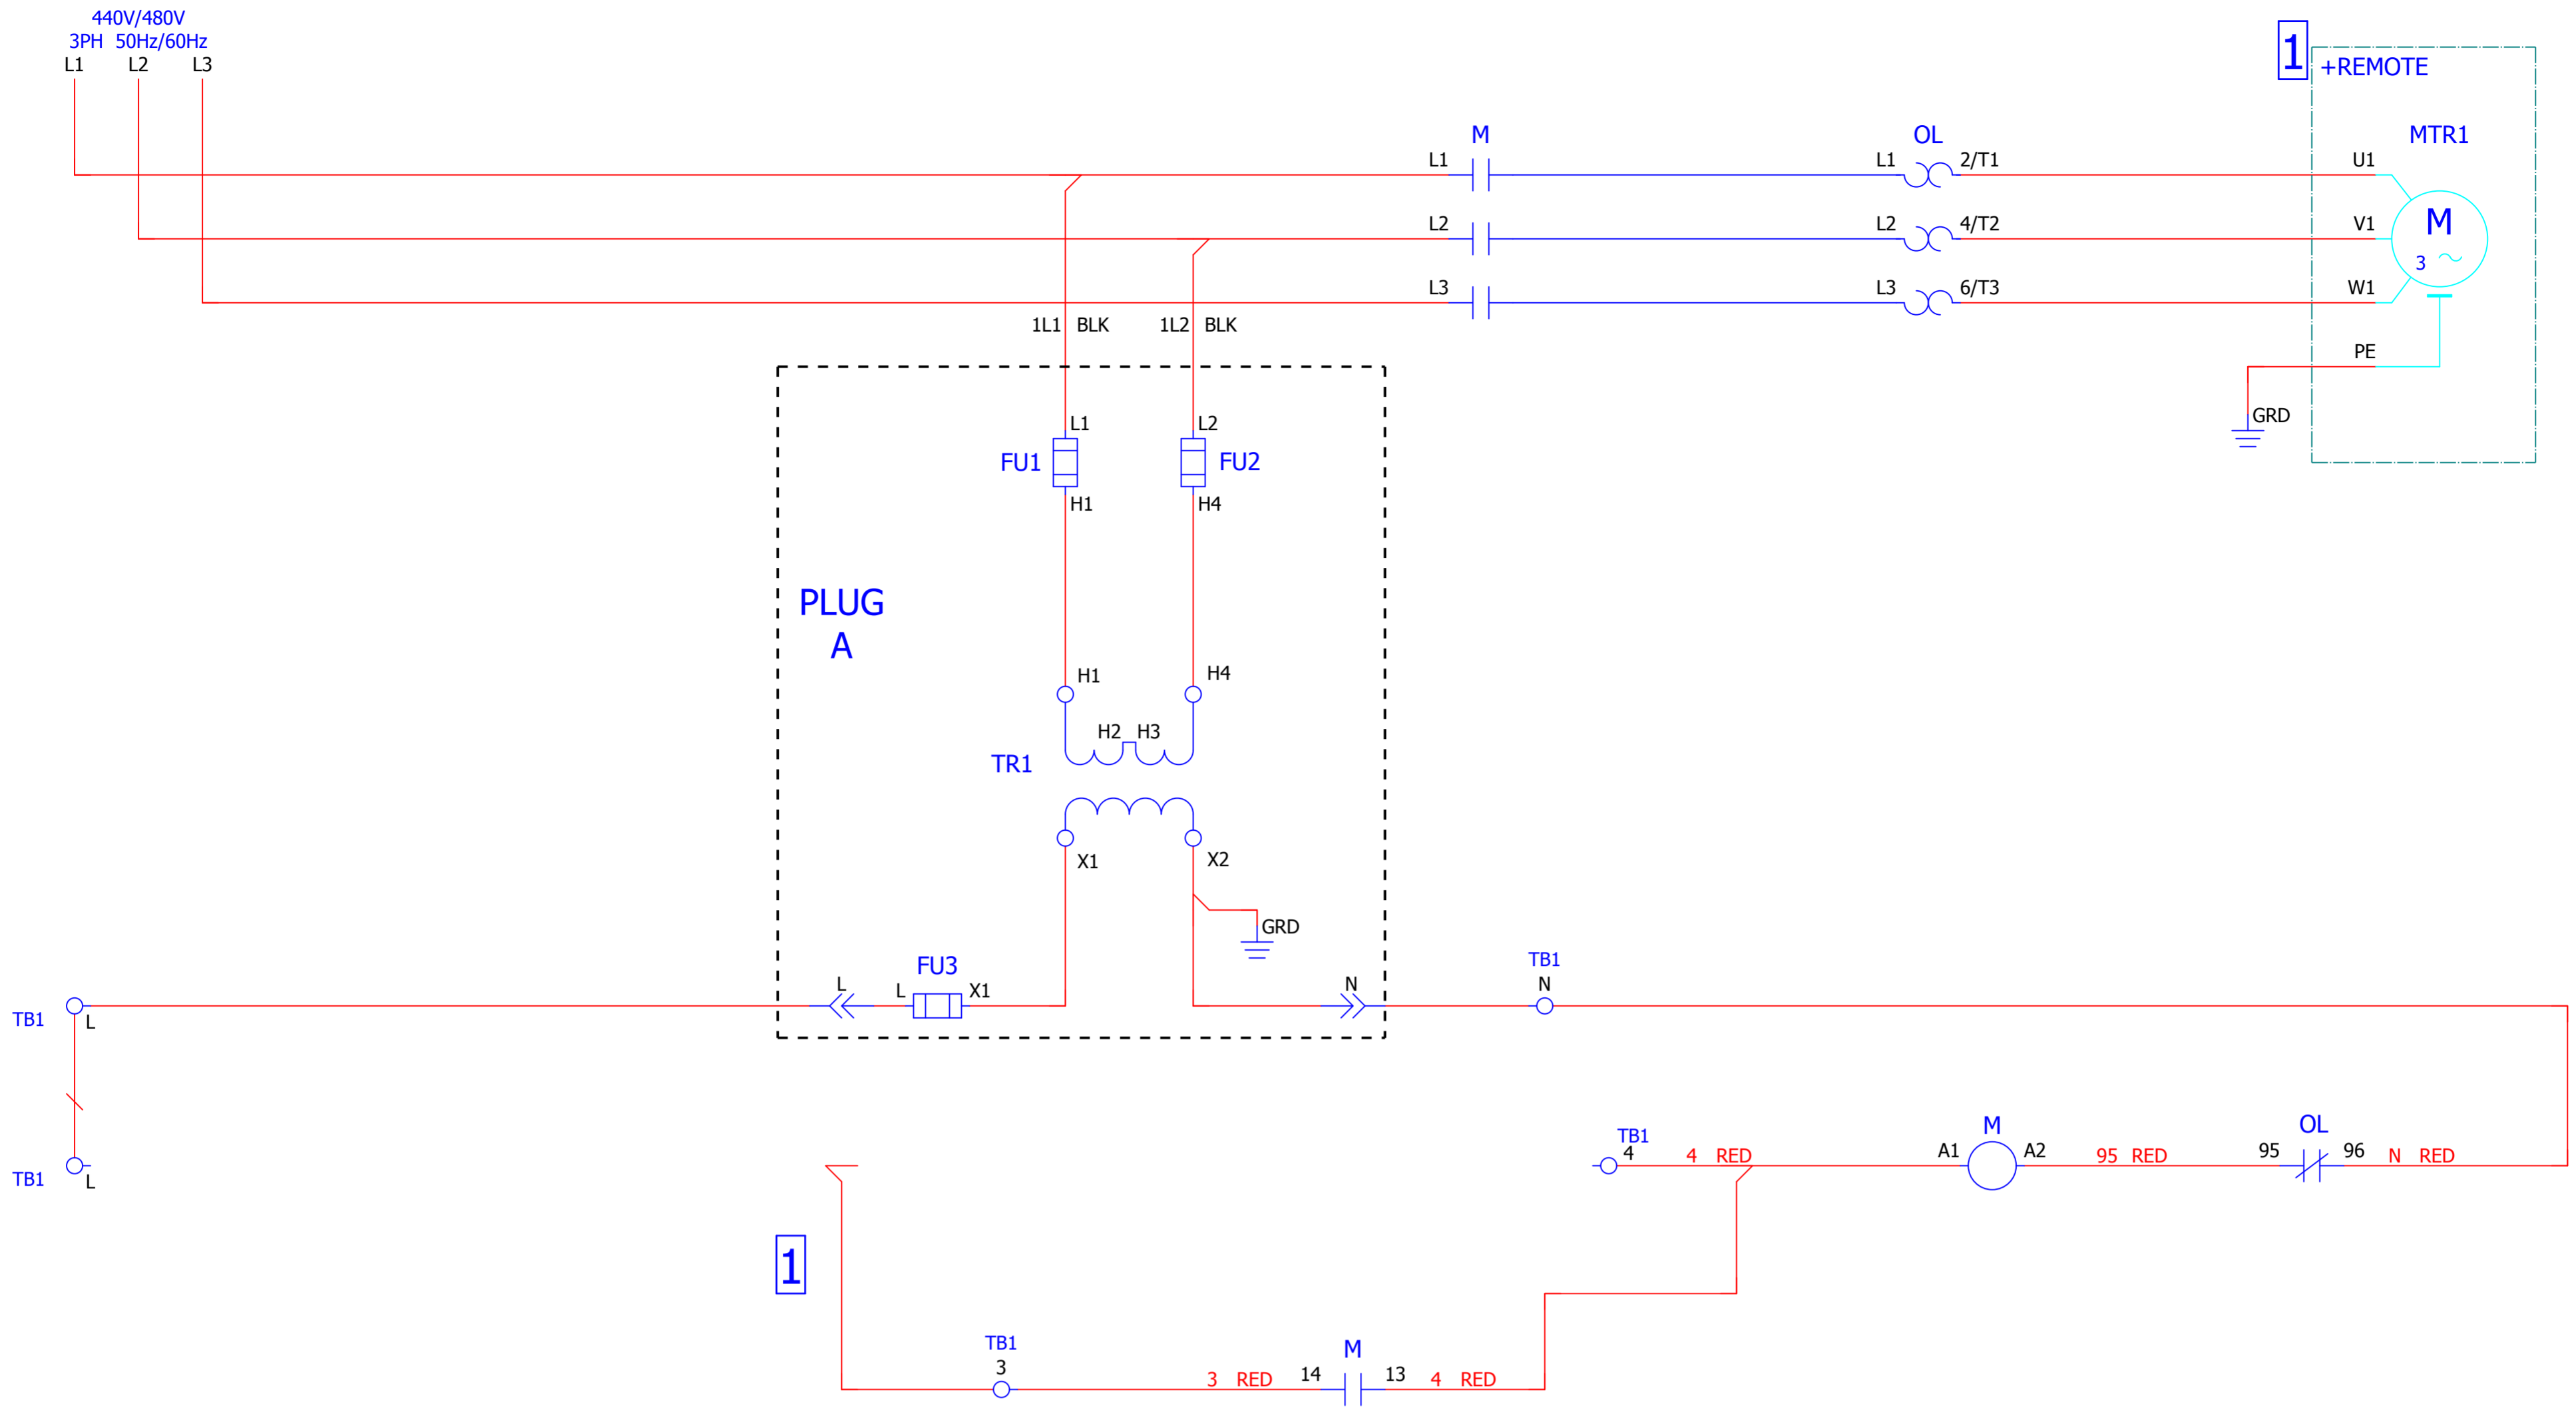 440V/480V
3PH 50Hz/60Hz
L1 L2 L3
1
+REMOTE
M OL MTR1
L1 L1 2/T1 U1
L2 L2 4/T2 V1
M
3
L3 L3 6/T3 W1
1L1 BLK 1L2 BLK
PE
GRD
L1 L2
FU1 FU2
H1 H4
PLUG
A
H1 H4
H2 H3
TR1
X1 X2
GRD
FU3
L L X1 N
TB1
N
TB1 L
TB1
4 4 RED
M
A1 A2
95 RED
OL
95 96
N RED
TB1 L
1
TB1
3
3 RED
M
14 13
4 RED